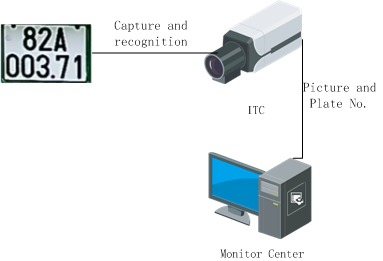 82A
003.71
Capture and
recognition
ITC
Picture and
Plate No.
Monitor Center